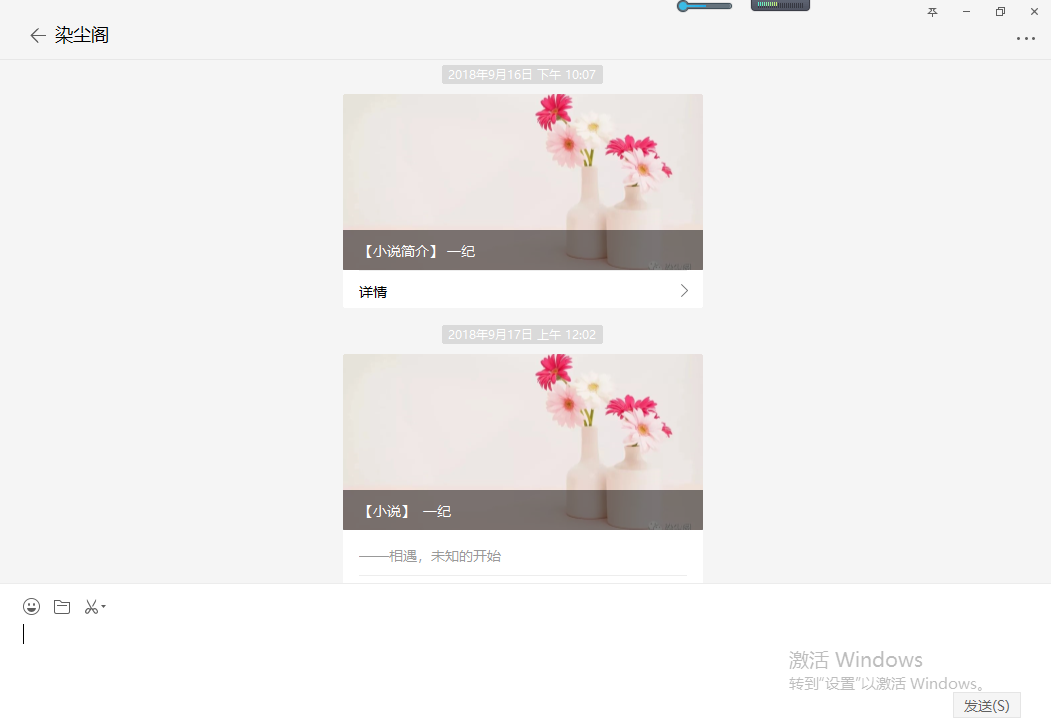 染尘阁
2018年9月16日 下午 10:07
【小说简介】 一纪
详情
2018年9月17日 上午 12:02
【小说】 一纪
——相遇，未知的开始
激活 Windows
转到“设置”以激活 Windows。
发送(S)